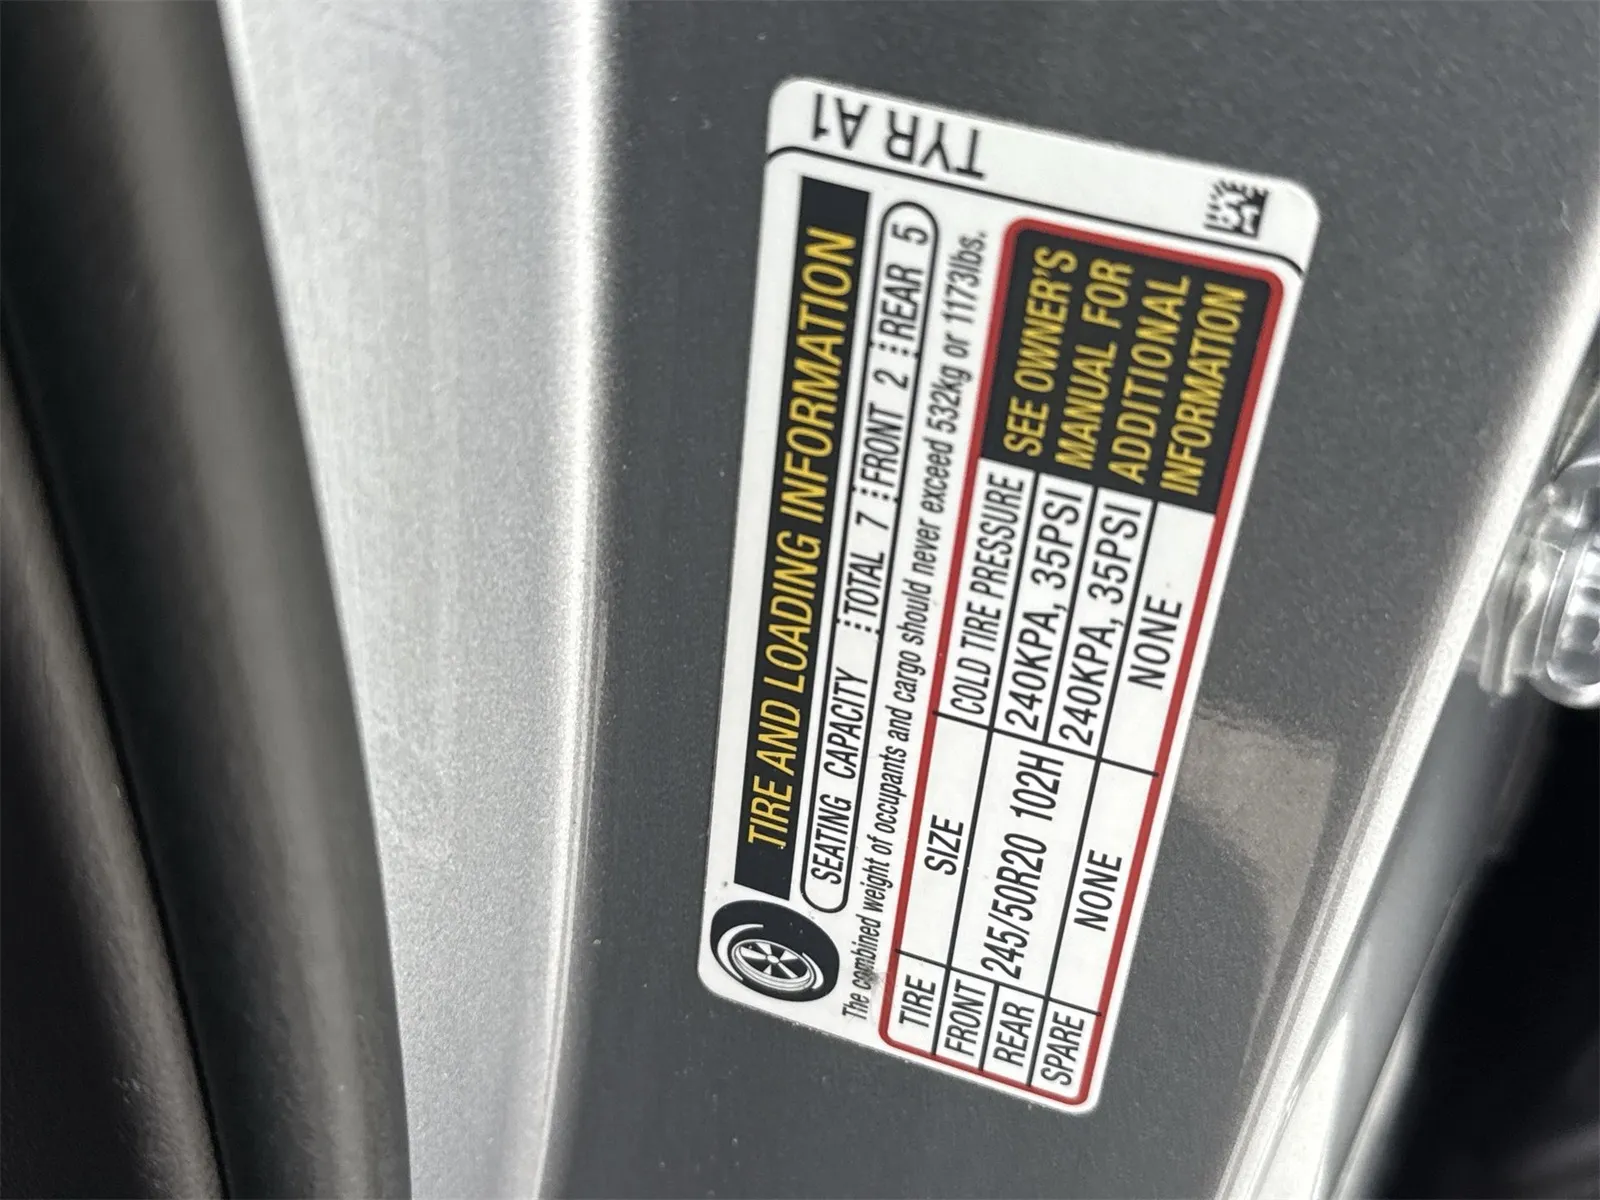 TYR A1
TIRE AND LOADING INFORMATION
SEATING CAPACITY TOTAL 7 FRONT 2 REAR 5
The combined weight of occupants and cargo should never exceed 532kg or 1173lbs.
TIRE SIZE COLD TIRE PRESSURE
FRONT 245/50R20 102H 240KPA, 35PSI
REAR 240KPA, 35PSI
SPARE NONE NONE
SEE OWNER'S
MANUAL FOR
ADDITIONAL
INFORMATION